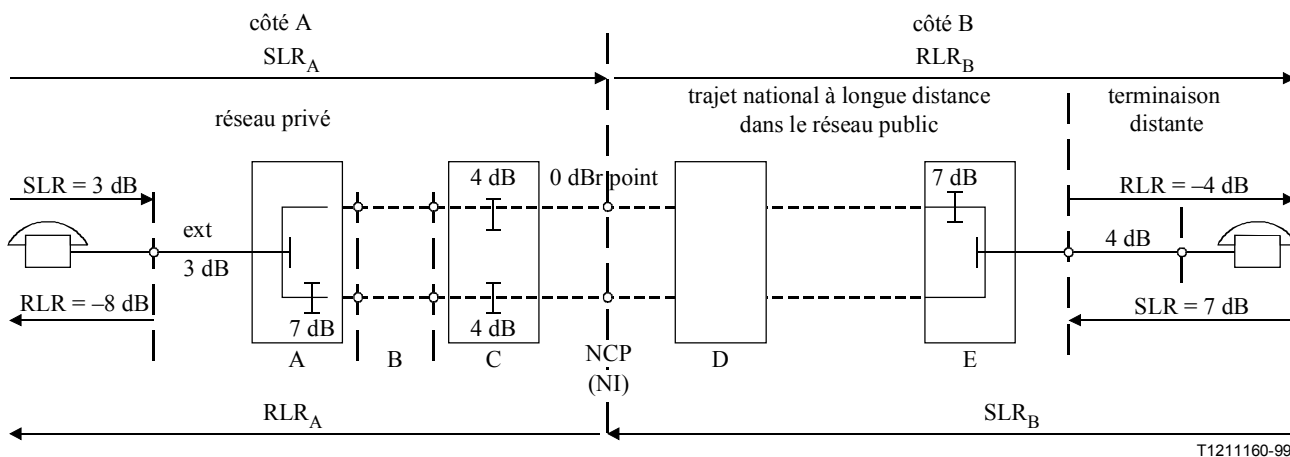 côté A
côté B
SLR_A
RLR_B
réseau privé
trajet national à longue distance
dans le réseau public
terminaison
distante
SLR = 3 dB
4 dB
0 dBr point
7 dB
RLR = –4 dB
ext
3 dB
4 dB
RLR = –8 dB
7 dB
4 dB
SLR = 7 dB
A
B
C
NCP
(NI)
D
E
RLR_A
SLR_B
T1211160-99